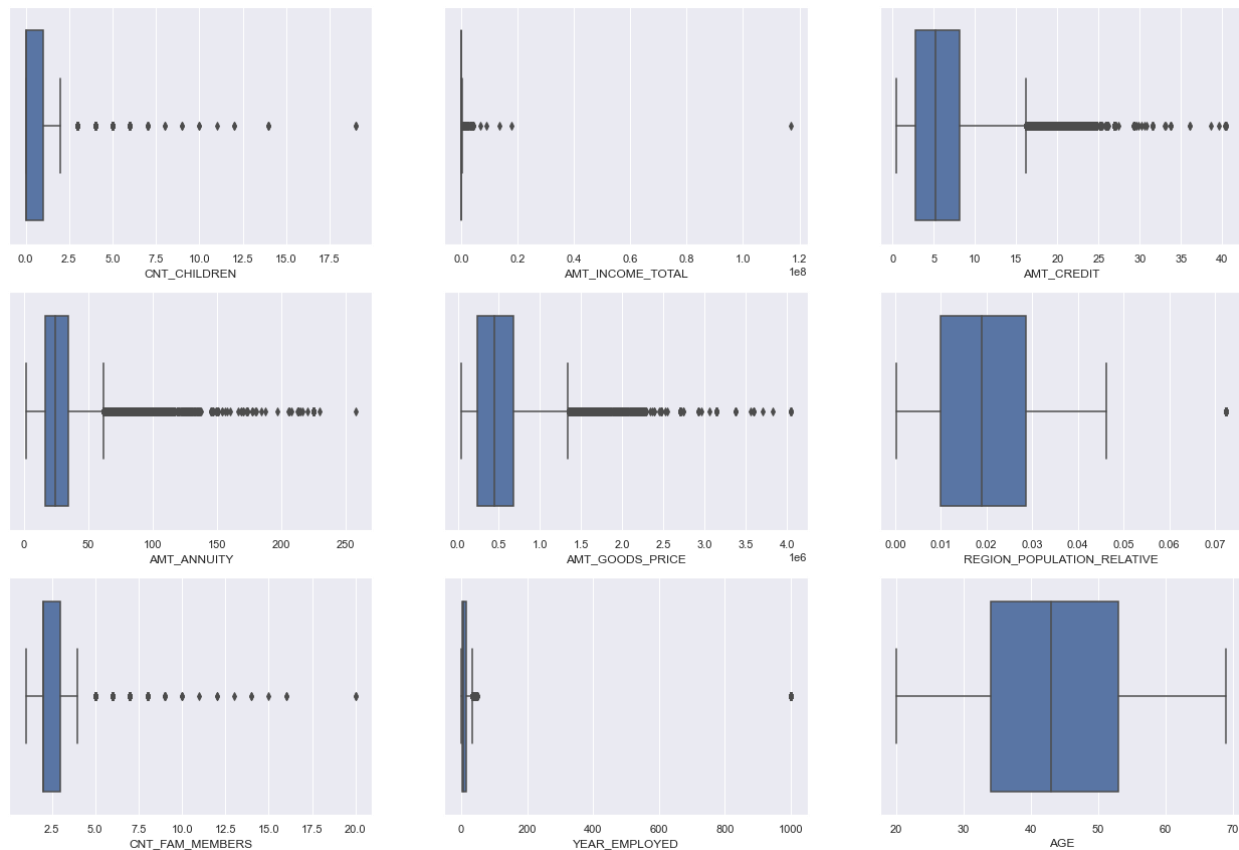 0.0 2.5 5.0 7.5 10.0 12.5 15.0 17.5
CNT_CHILDREN
0.0 0.2 0.4 0.6 0.8 1.0 1.2
1e8
AMT_INCOME_TOTAL
0 5 10 15 20 25 30 35 40
AMT_CREDIT
0 50 100 150 200 250
AMT_ANNUITY
0.0 0.5 1.0 1.5 2.0 2.5 3.0 3.5 4.0
1e6
AMT_GOODS_PRICE
0.00 0.01 0.02 0.03 0.04 0.05 0.06 0.07
REGION_POPULATION_RELATIVE
2.5 5.0 7.5 10.0 12.5 15.0 17.5 20.0
CNT_FAM_MEMBERS
0 200 400 600 800 1000
YEAR_EMPLOYED
20 30 40 50 60 70
AGE